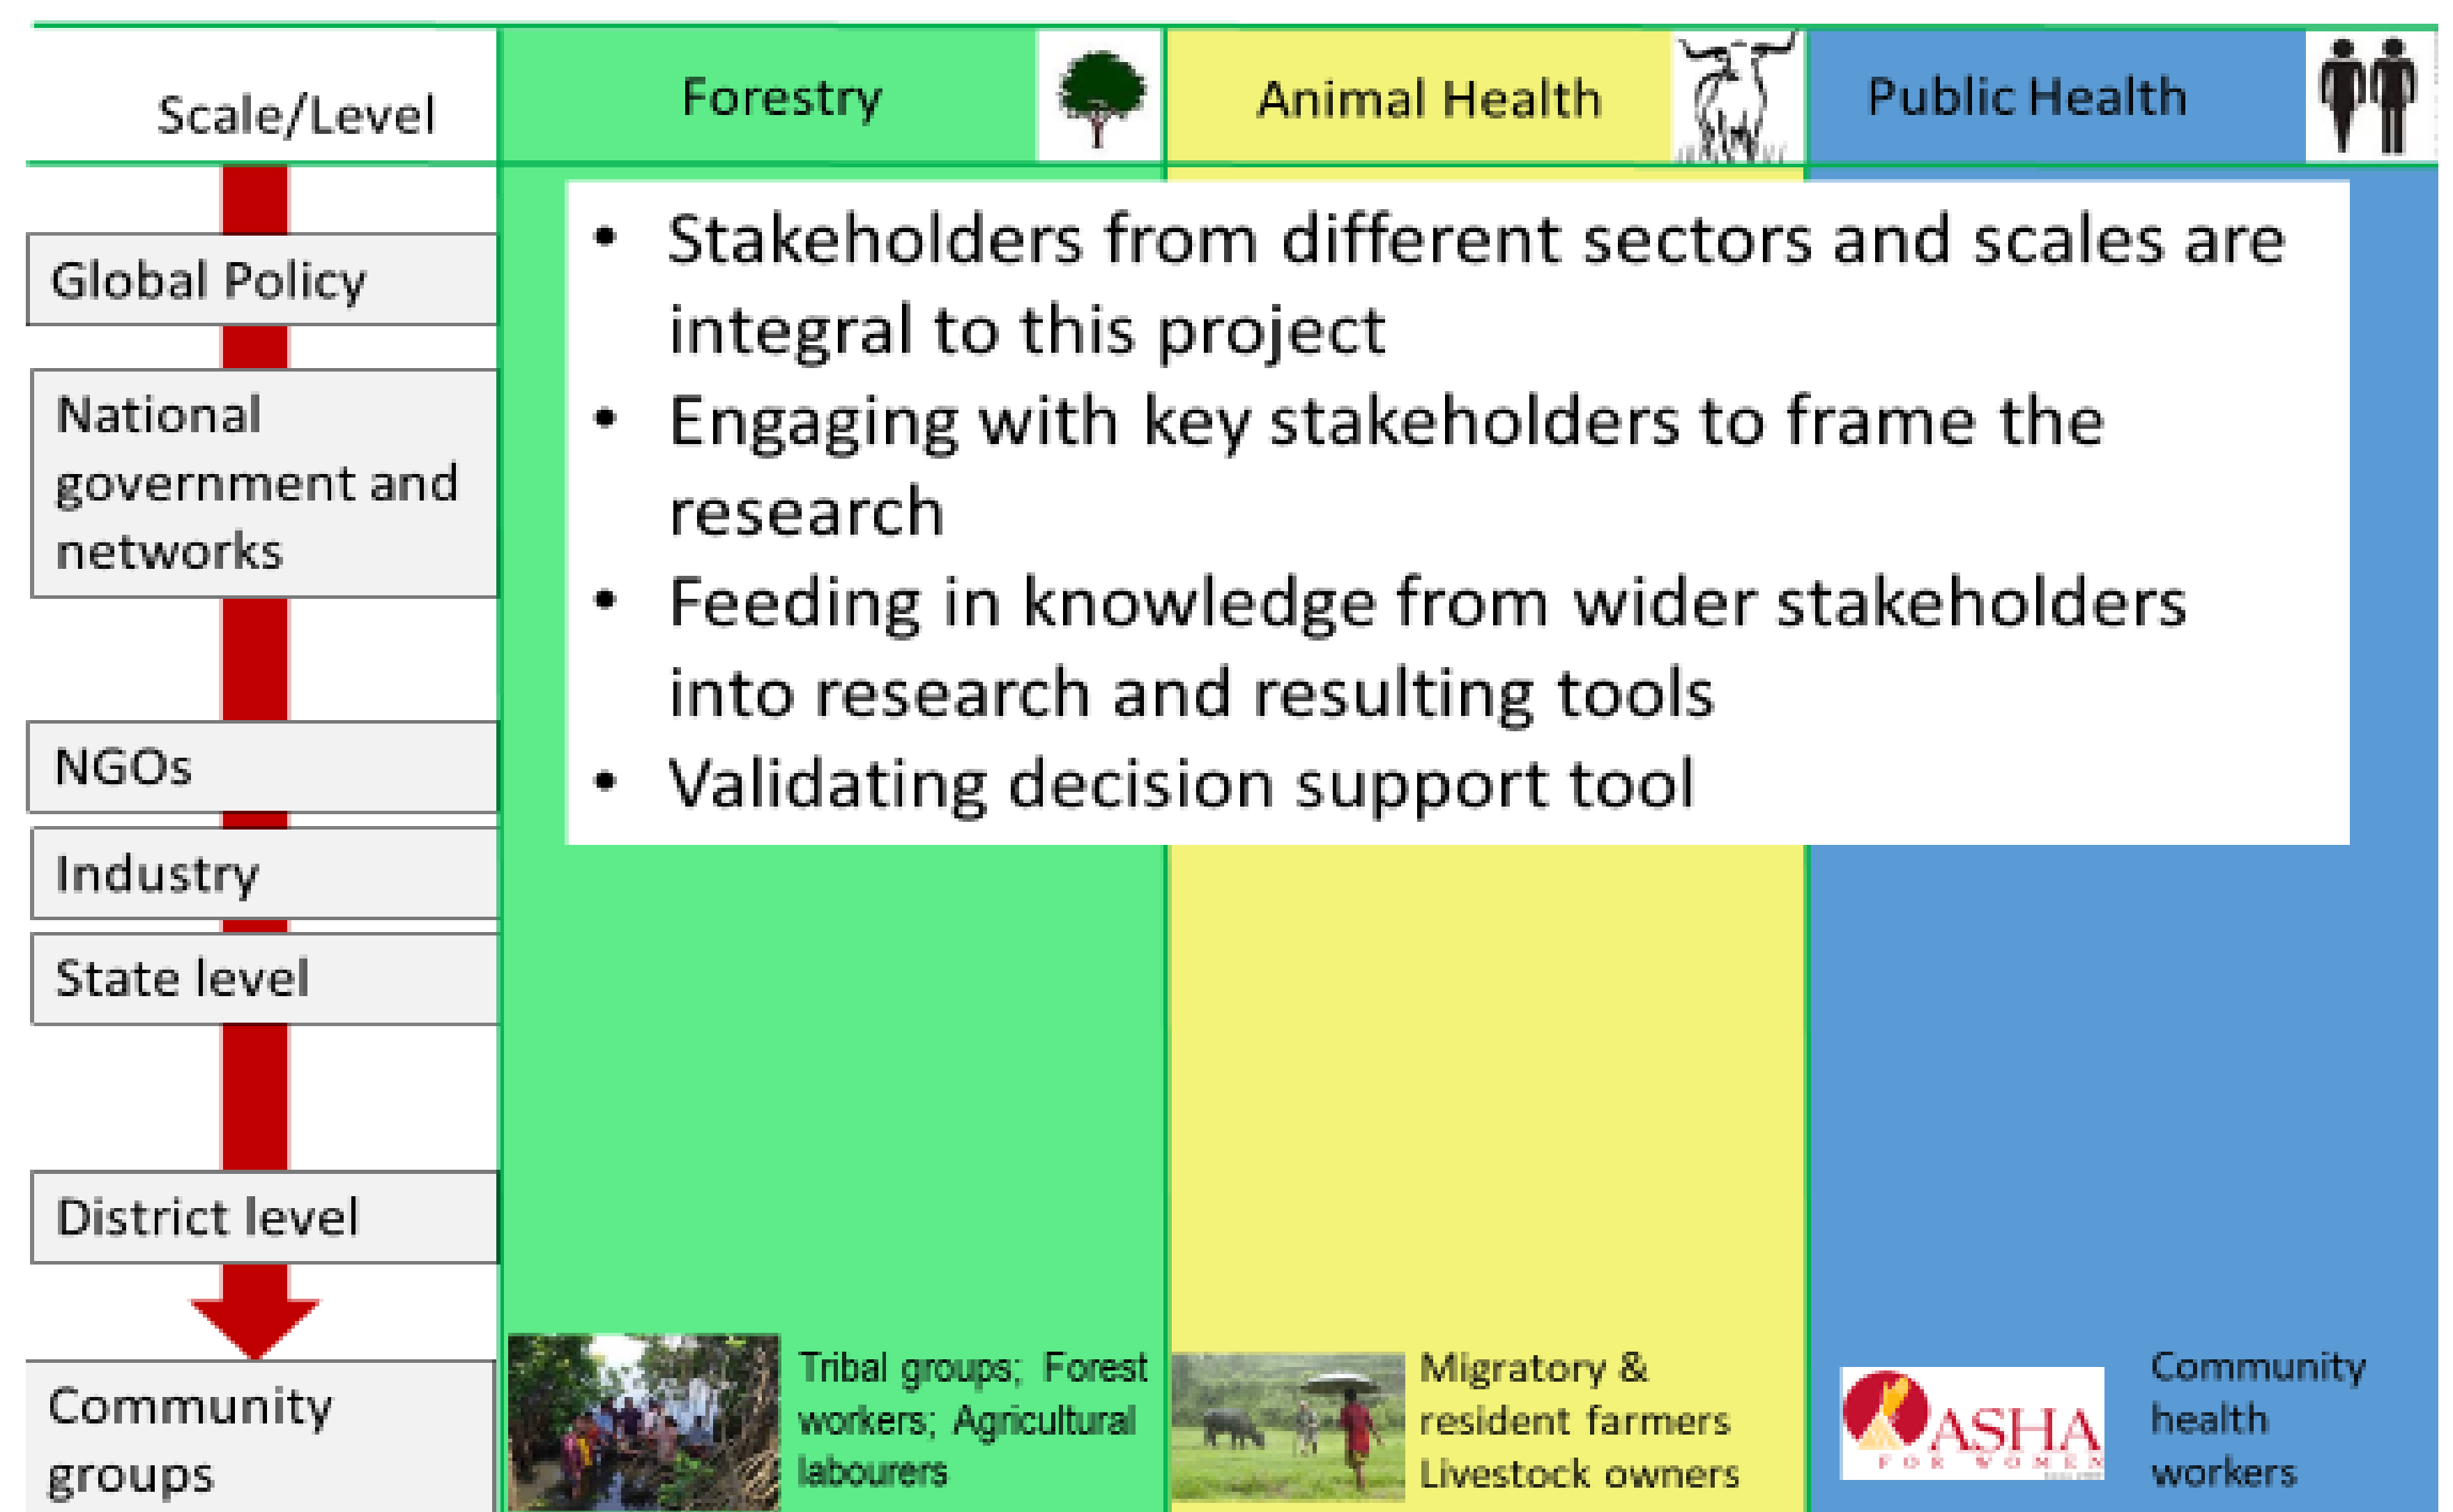 Scale/Level
Forestry
Animal Health
Public Health
Global Policy
National
government and
networks
NGOs
Industry
State level
District level
Community
groups
• Stakeholders from different sectors and scales are
integral to this project
• Engaging with key stakeholders to frame the
research
• Feeding in knowledge from wider stakeholders
into research and resulting tools
• Validating decision support tool
Tribal groups; Forest
workers; Agricultural
labourers
Migratory &
resident farmers
Livestock owners
ASHA
FOR WOMEN
Community
health
workers